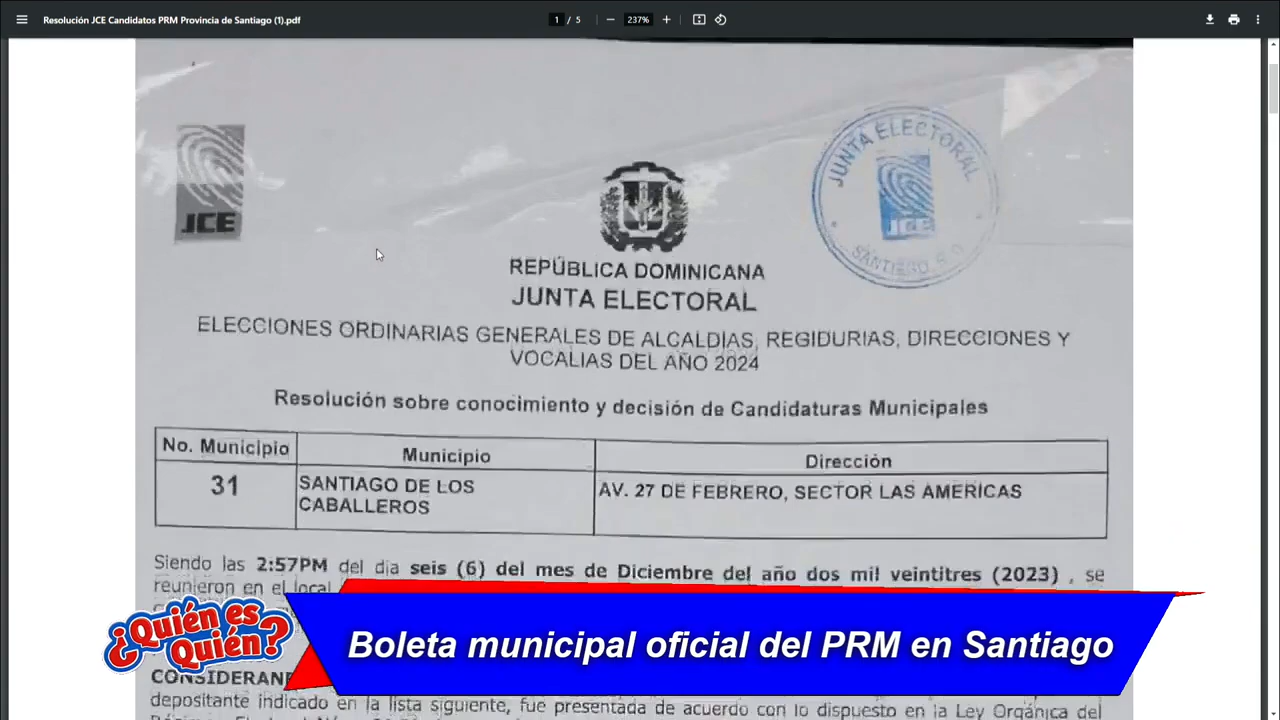 Resolución JCE Candidatos PRM Provincia de Santiago (1).pdf
1 / 5
237%
JCE
JUNTA ELECTORAL
JCE
SANTIAGO, R.D.
REPÚBLICA DOMINICANA
JUNTA ELECTORAL
ELECCIONES ORDINARIAS GENERALES DE ALCALDIAS, REGIDURIAS, DIRECCIONES Y
VOCALIAS DEL AÑO 2024
Resolución sobre conocimiento y decisión de Candidaturas Municipales
No. Municipio Municipio Dirección
31 SANTIAGO DE LOS CABALLEROS AV. 27 DE FEBRERO, SECTOR LAS AMERICAS
Siendo las 2:57PM del dia seis (6) del mes de Diciembre del año dos mil veintitres (2023) , se
reunieron en el local
¿Quién es Quién?
Boleta municipal oficial del PRM en Santiago
depositante indicado en la lista siguiente, fue presentada de acuerdo con lo dispuesto en la Ley Orgánica del